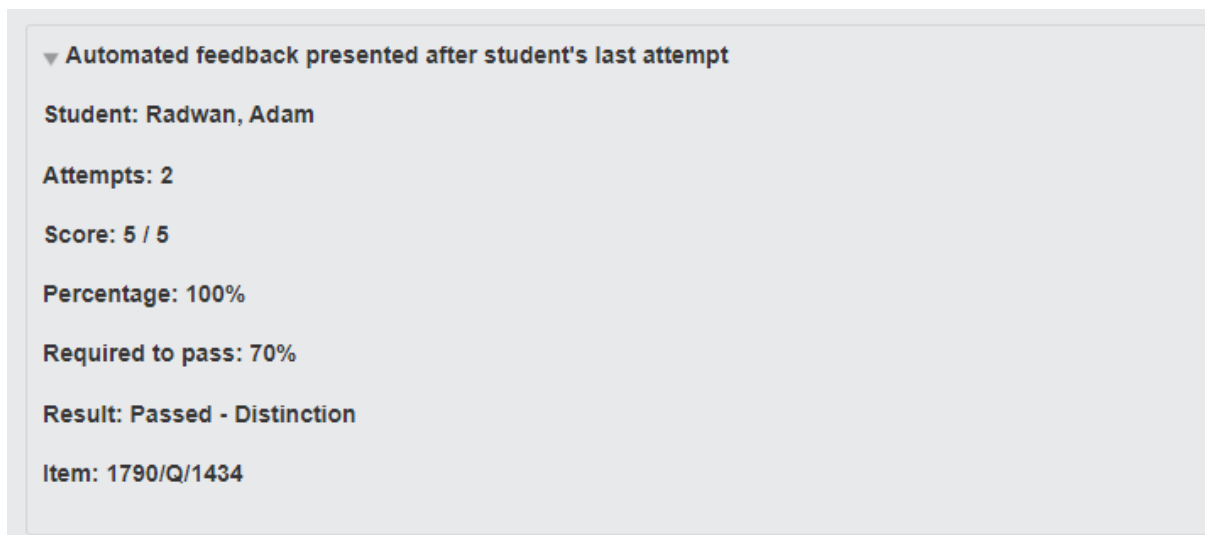 Automated feedback presented after student's last attempt
Student: Radwan, Adam
Attempts: 2
Score: 5 / 5
Percentage: 100%
Required to pass: 70%
Result: Passed - Distinction
Item: 1790/Q/1434